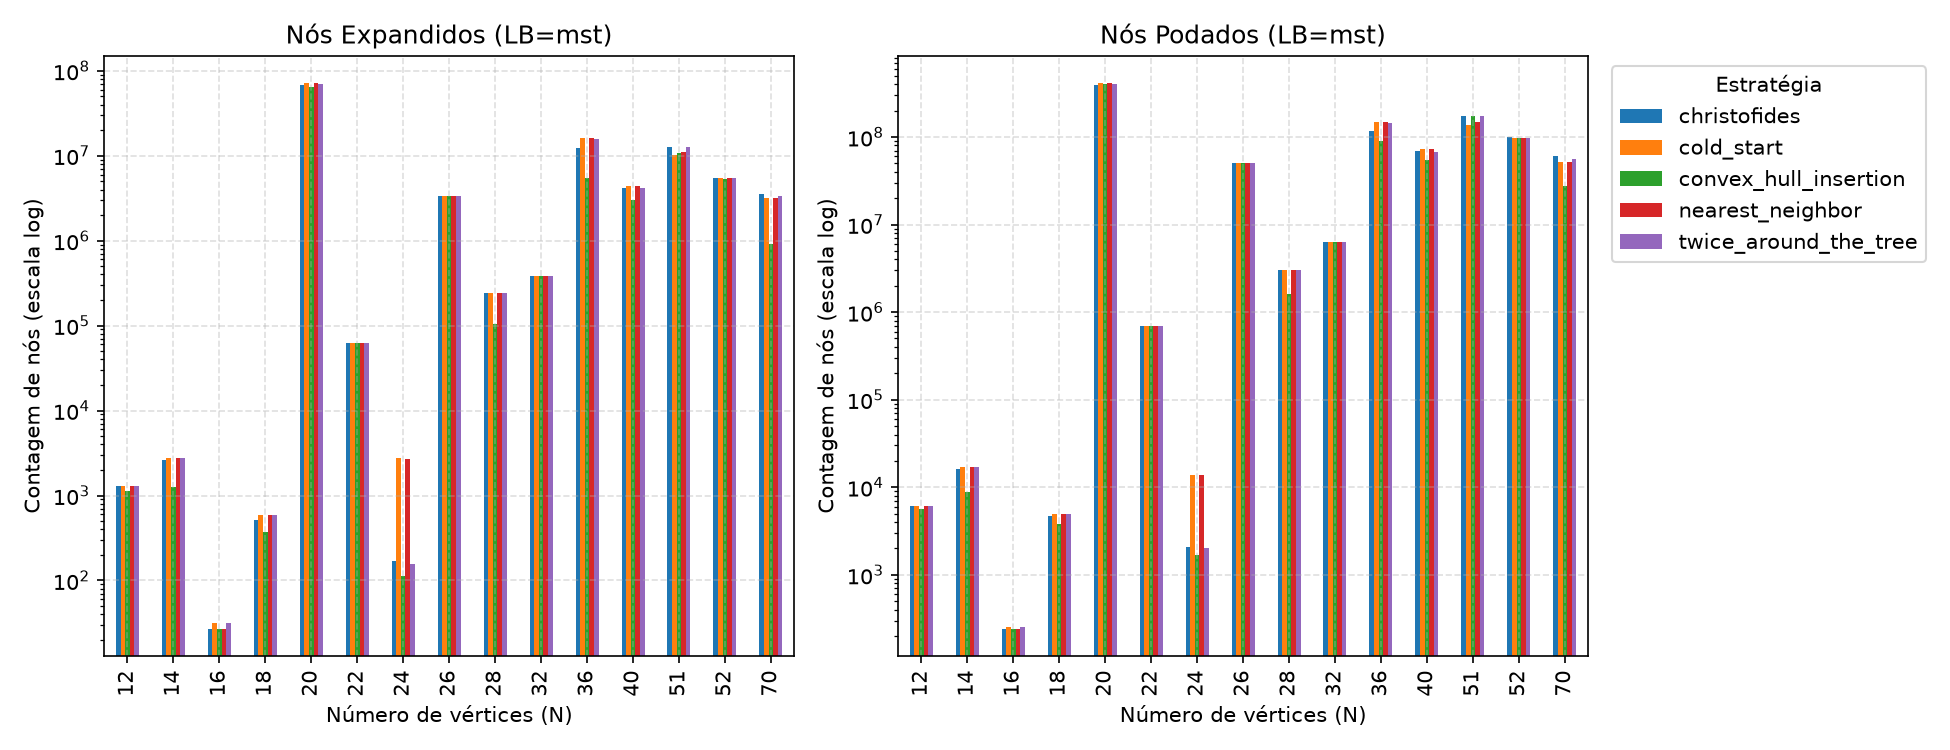 Nós Expandidos (LB=mst)
Contagem de nós (escala log)
10^8
10^7
10^6
10^5
10^4
10^3
10^2
12 14 16 18 20 22 24 26 28 32 36 40 51 52 70
Número de vértices (N)
Nós Podados (LB=mst)
Contagem de nós (escala log)
10^8
10^7
10^6
10^5
10^4
10^3
12 14 16 18 20 22 24 26 28 32 36 40 51 52 70
Número de vértices (N)
Estratégia
christofides
cold_start
convex_hull_insertion
nearest_neighbor
twice_around_the_tree